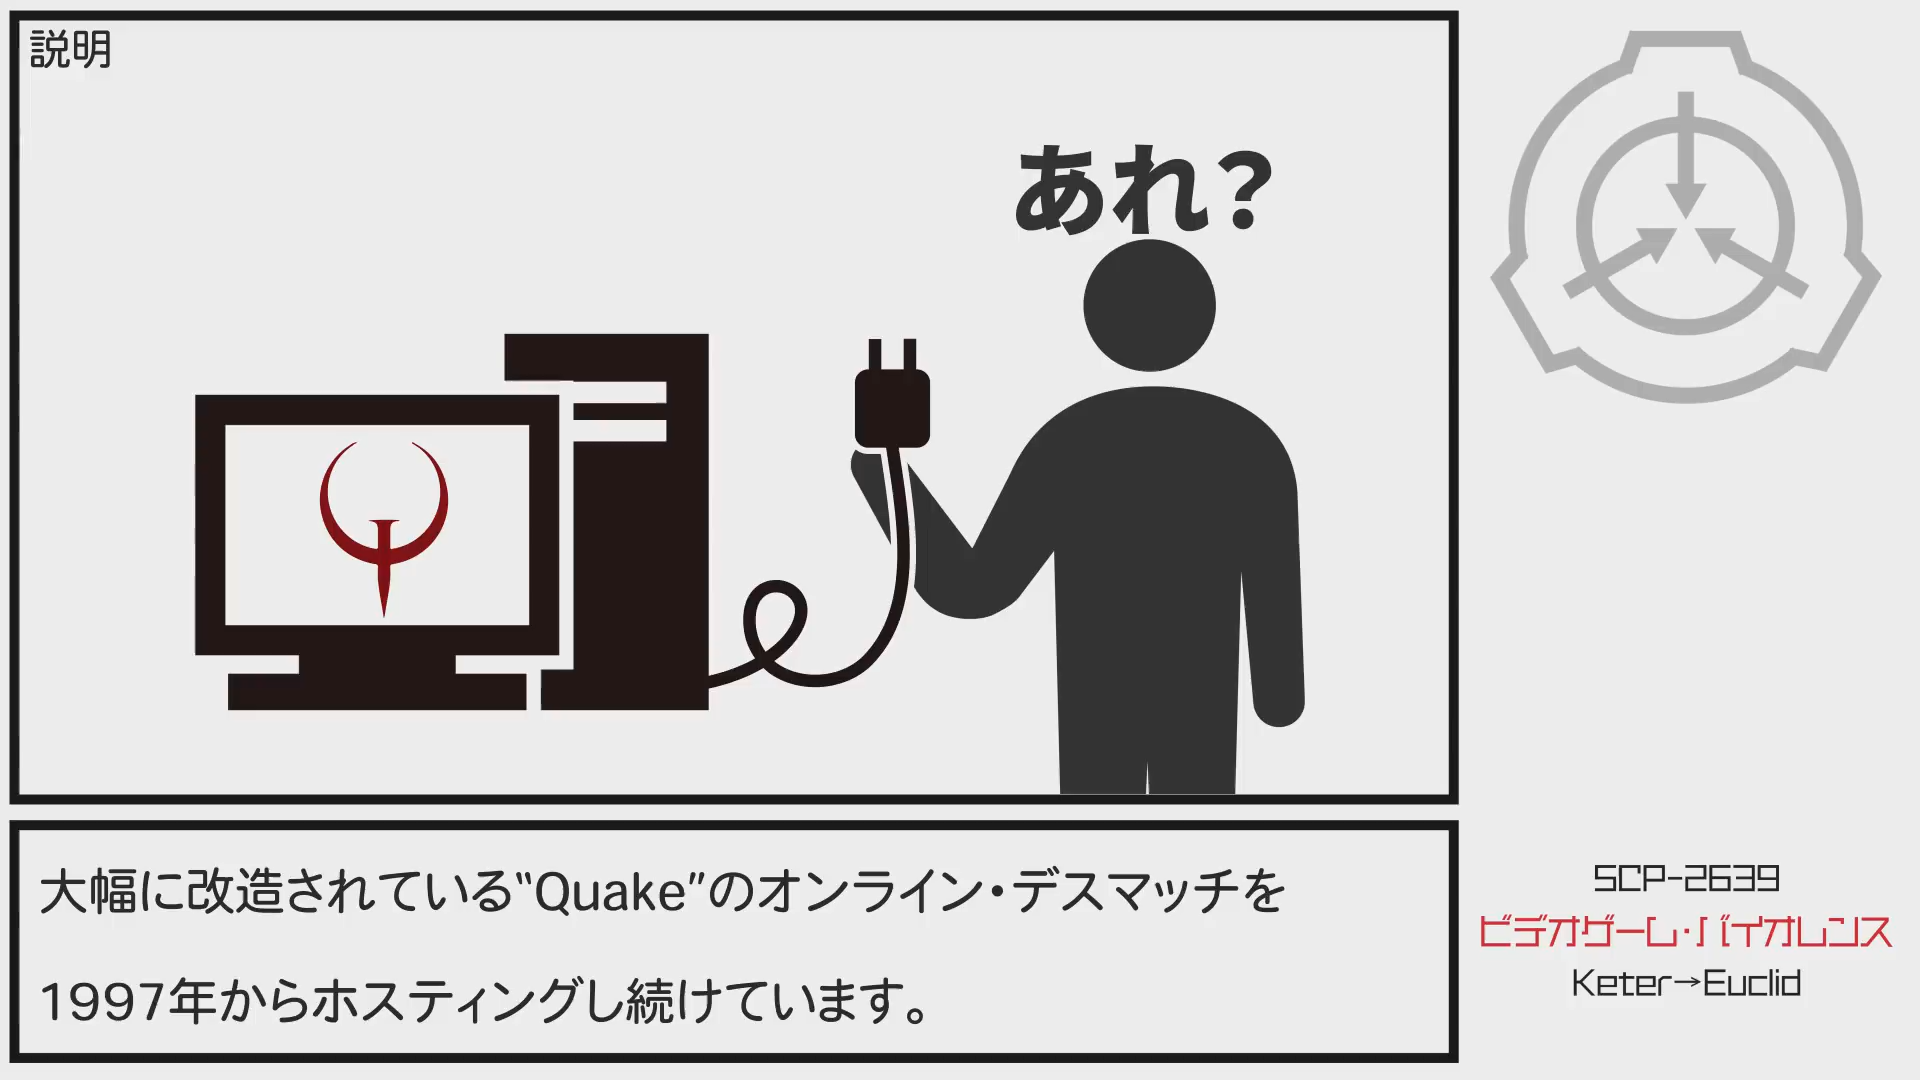 説明
あれ？
大幅に改造されている“Quake”のオンライン・デスマッチを
1997年からホスティングし続けています。
SCP-2639
ビデオゲーム・バイオレンス
Keter→Euclid